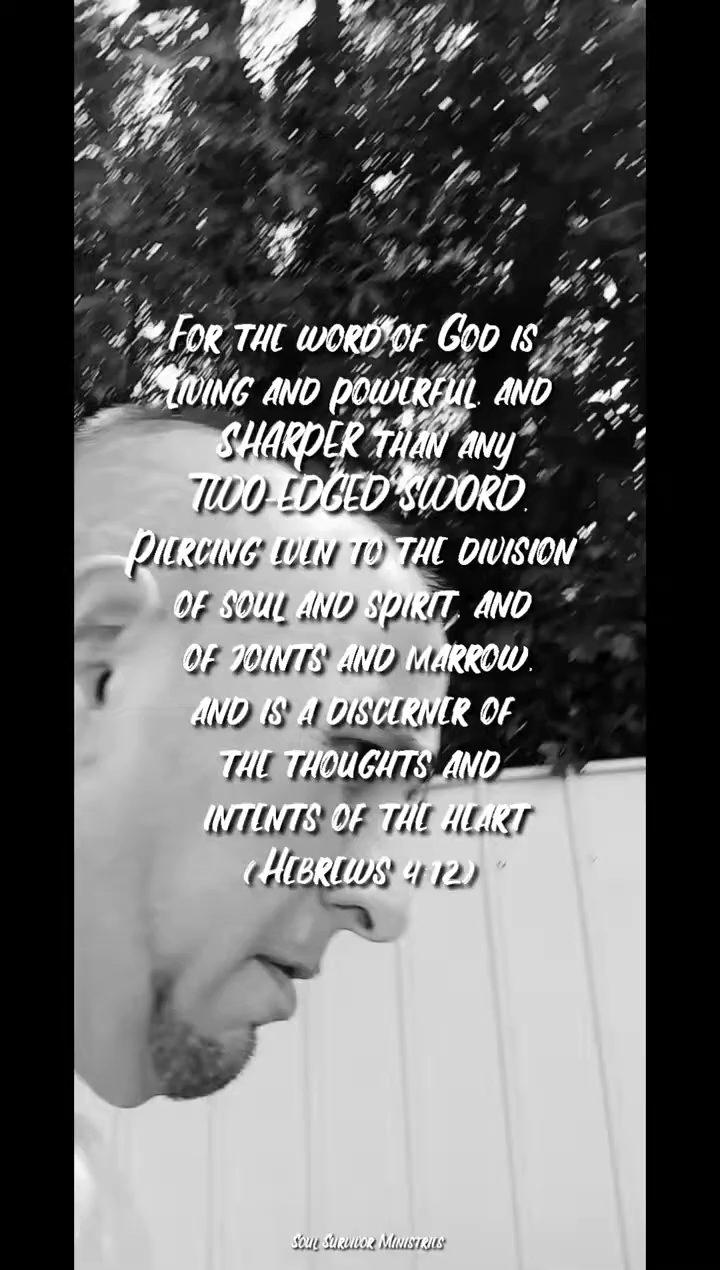 For the word of God is
living and powerful, and
SHARPER than any
TWO-EDGED SWORD,
Piercing even to the division
of soul and spirit, and
of joints and marrow,
and is a discerner of
the thoughts and
intents of the heart
(Hebrews 4:12)
Soul Survivor Ministries